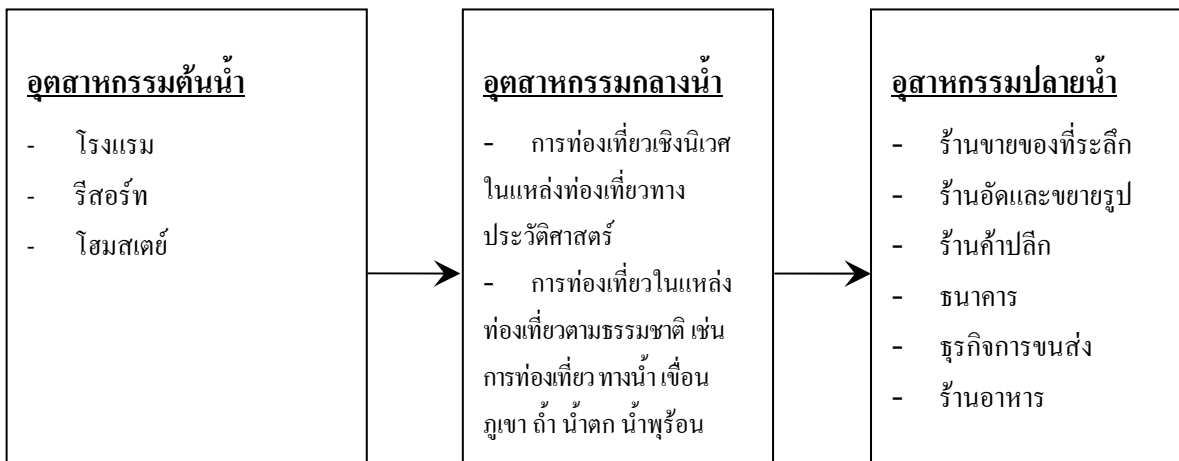 อุตสาหกรรมต้นน้ำ
- โรงแรม
- รีสอร์ท
- โฮมสเตย์
อุตสาหกรรมกลางน้ำ
- การท่องเที่ยวเชิงนิเวศ
ในแหล่งท่องเที่ยวทาง
ประวัติศาสตร์
- การท่องเที่ยวในแหล่ง
ท่องเที่ยวตามธรรมชาติ เช่น
การท่องเที่ยว ทางน้ำ เขื่อน
ภูเขา ถ้ำ น้ำตก น้ำพุร้อน
อุสาหกรรมปลายน้ำ
- ร้านขายของที่ระลึก
- ร้านอัดและขยายรูป
- ร้านค้าปลีก
- ธนาคาร
- ธุรกิจการขนส่ง
- ร้านอาหาร